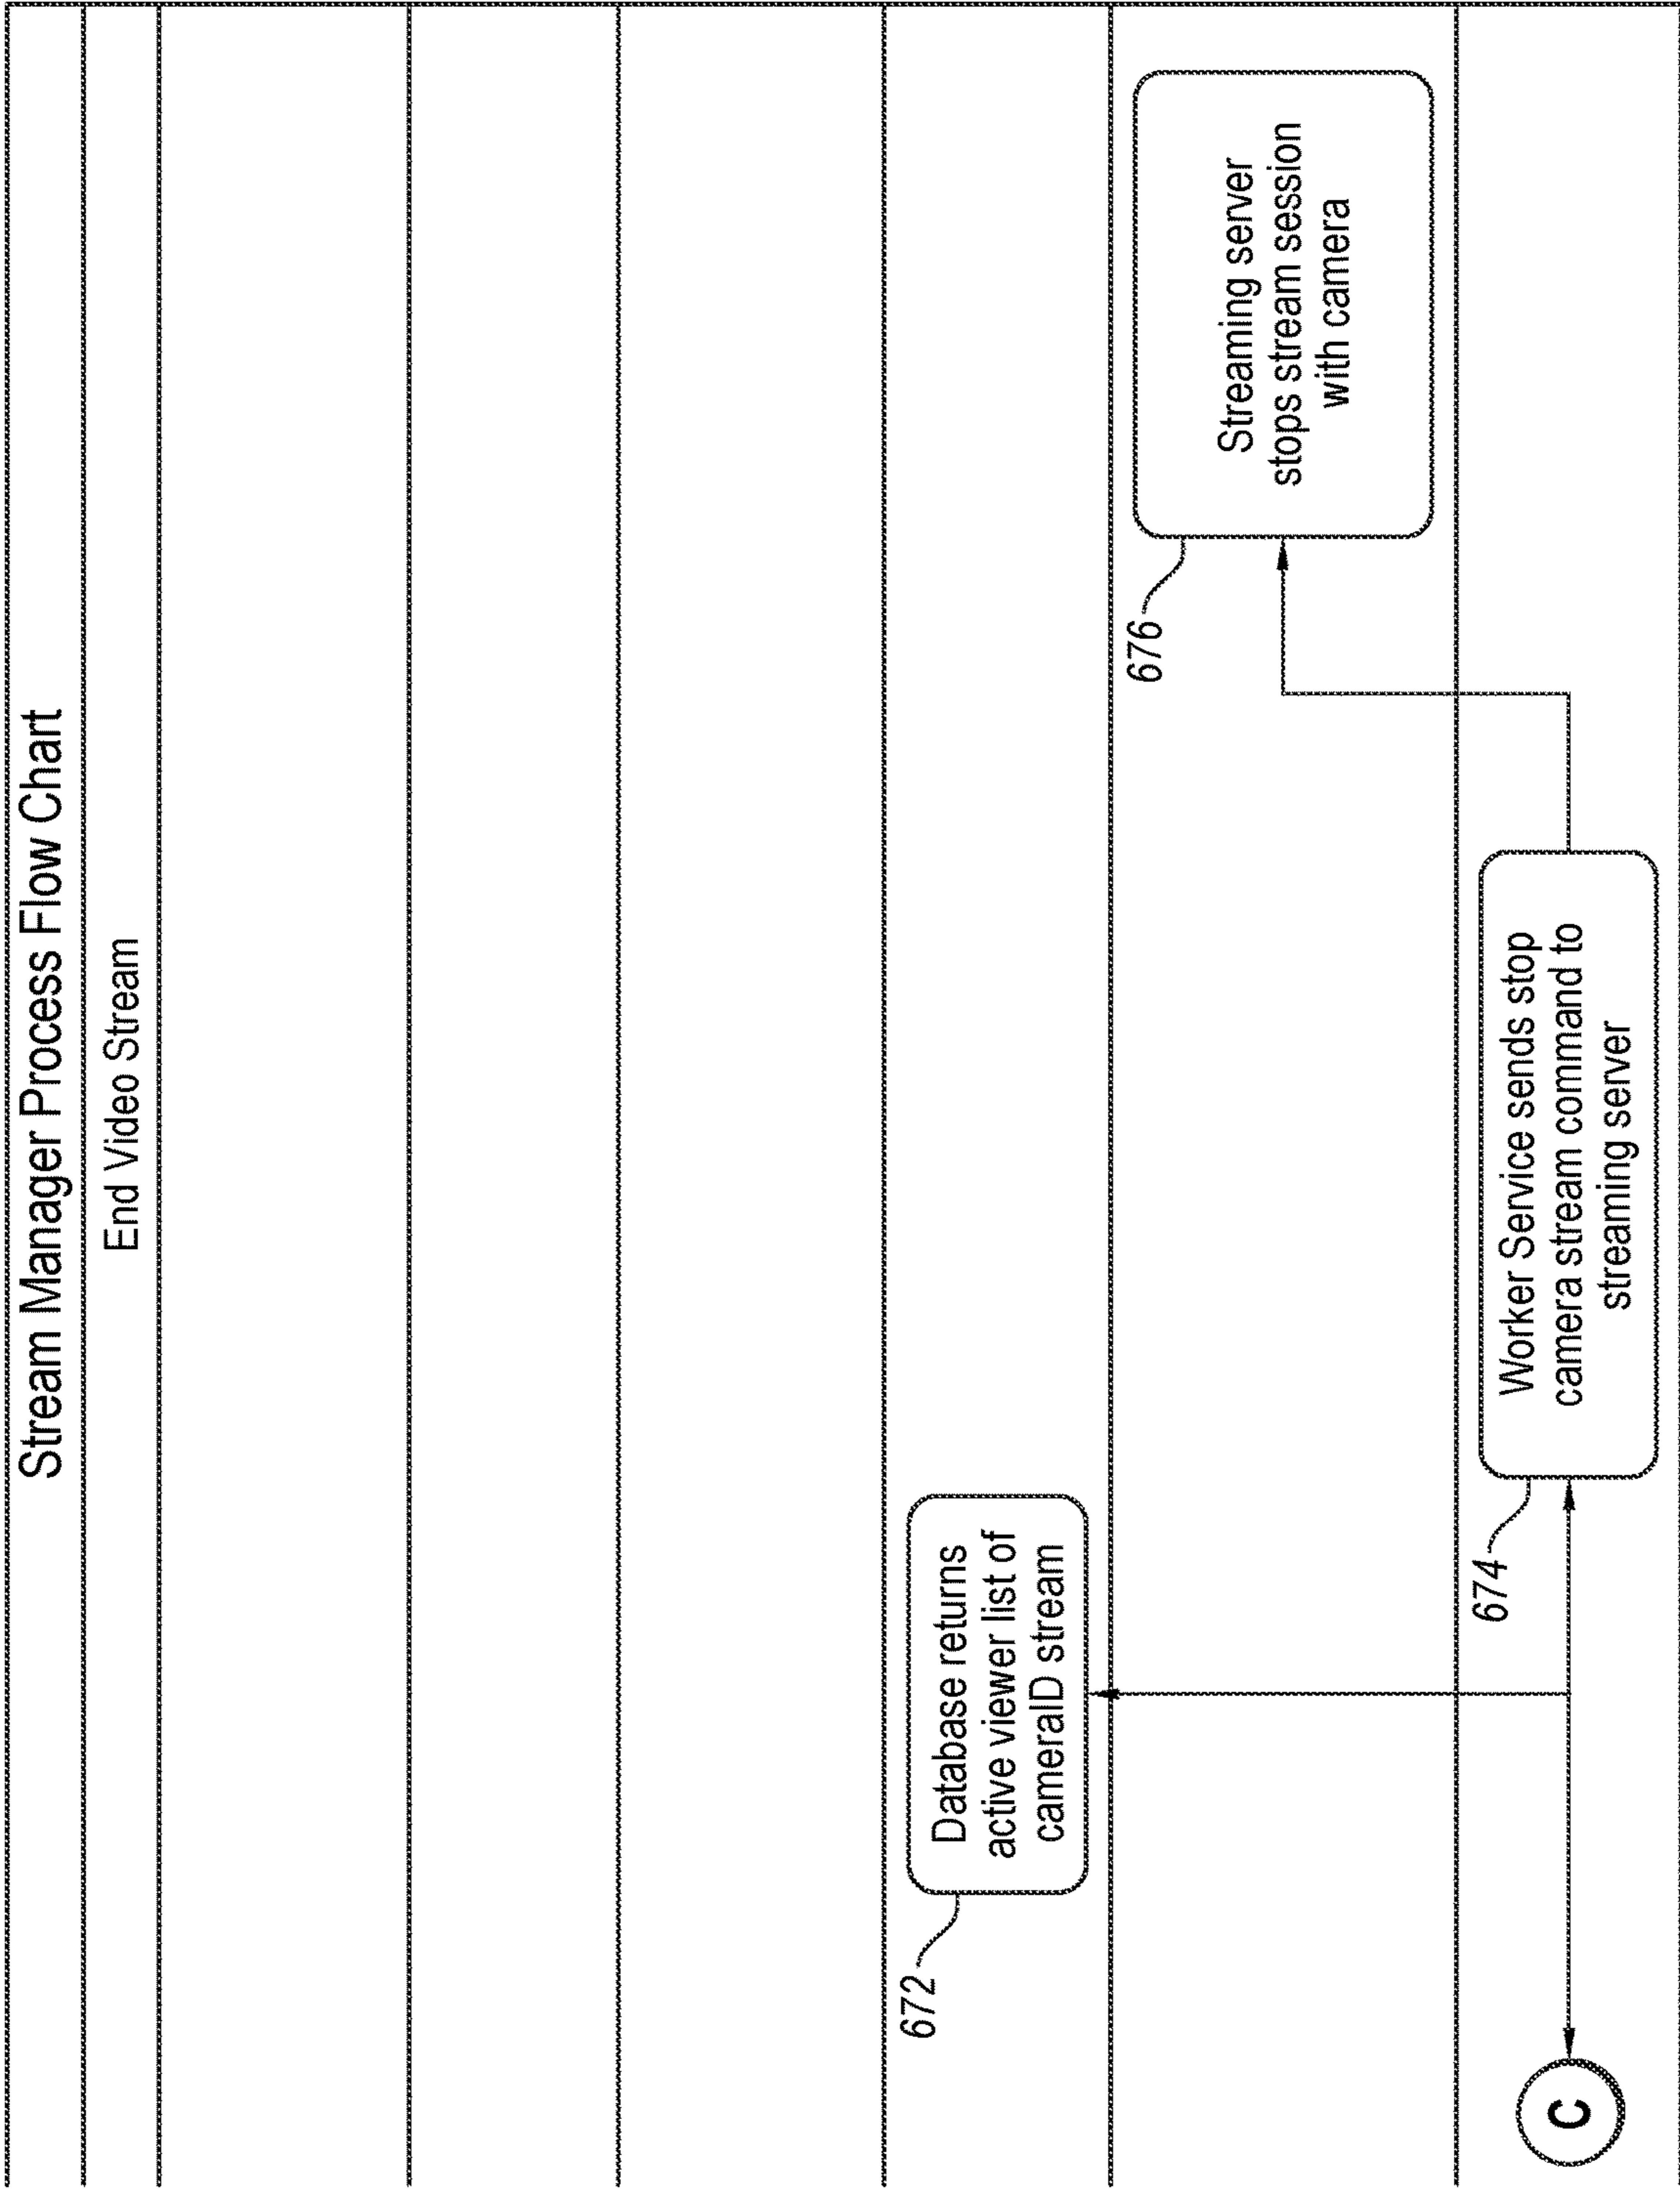 Stream Manager Process Flow Chart
End Video Stream
672
Database returns
active viewer list of
cameraID stream
676
Streaming server
stops stream session
with camera
C
674
Worker Service sends stop
camera stream command to
streaming server